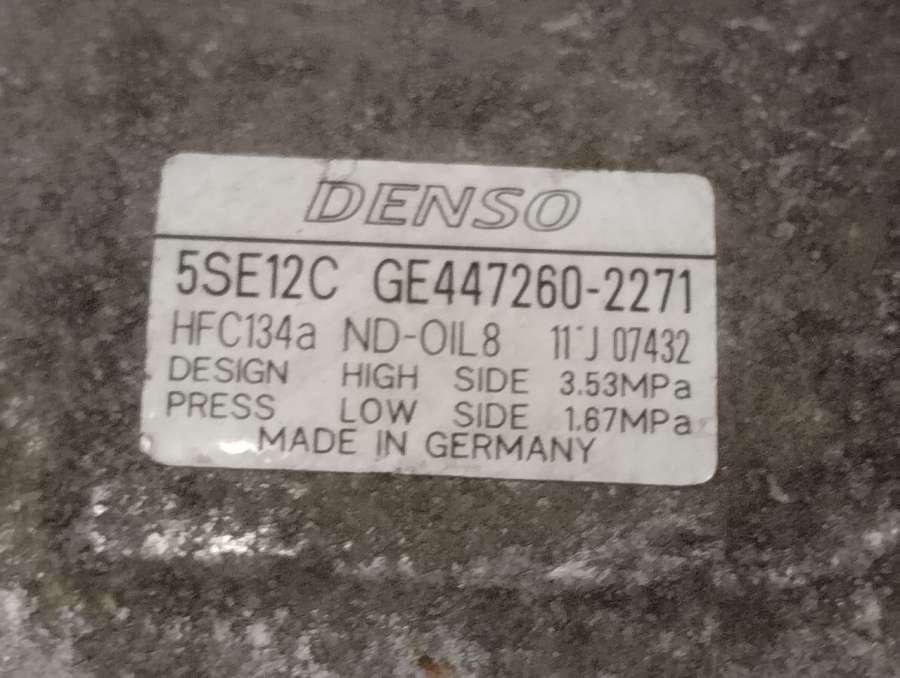 DENSO
5SE12C GE447260-2271
HFC134a ND-OIL8 11"J 07432
DESIGN HIGH SIDE 3.53MPa
PRESS LOW SIDE 1.67MPa
MADE IN GERMANY